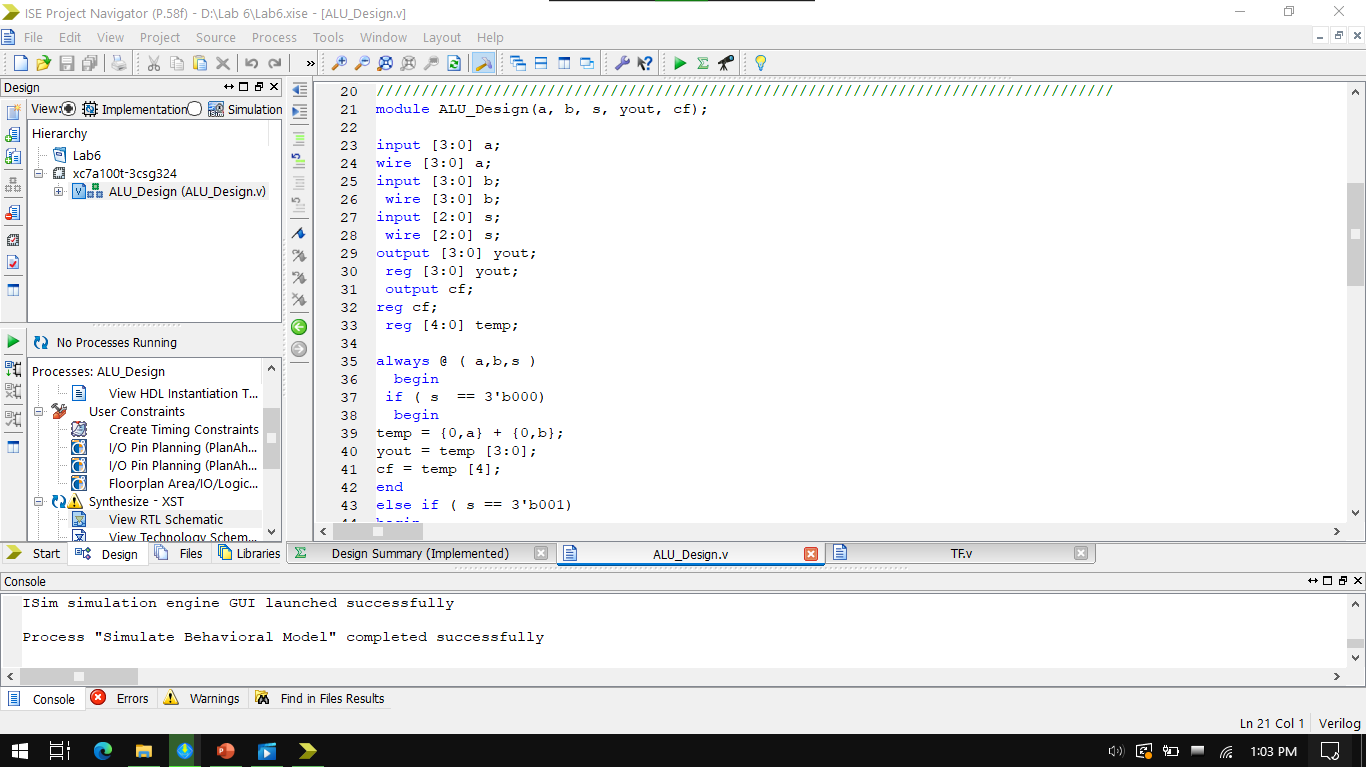 ISE Project Navigator (P.58f) - D:\Lab 6\Lab6.xise - [ALU_Design.v]
File Edit View Project Source Process Tools Window Layout Help
Design
View: Implementation Simulation
Hierarchy
Lab6
xc7a100t-3csg324
ALU_Design (ALU_Design.v)
No Processes Running
Processes: ALU_Design
View HDL Instantiation T...
User Constraints
Create Timing Constraints
I/O Pin Planning (PlanAh...
I/O Pin Planning (PlanAh...
Floorplan Area/IO/Logic...
Synthesize - XST
View RTL Schematic
View Technology Schem...
Start Design Files Libraries
20 //////////////////////////////////////////////////////////////////////////////////
21 module ALU_Design(a, b, s, yout, cf);
22
23 input [3:0] a;
24 wire [3:0] a;
25 input [3:0] b;
26 wire [3:0] b;
27 input [2:0] s;
28 wire [2:0] s;
29 output [3:0] yout;
30 reg [3:0] yout;
31 output cf;
32 reg cf;
33 reg [4:0] temp;
34
35 always @ ( a,b,s )
36 begin
37 if ( s  == 3'b000)
38 begin
39 temp = {0,a} + {0,b};
40 yout = temp [3:0];
41 cf = temp [4];
42 end
43 else if ( s == 3'b001)
44 begin
Design Summary (Implemented) ALU_Design.v TF.v
Console
ISim simulation engine GUI launched successfully
Process "Simulate Behavioral Model" completed successfully
Console Errors Warnings Find in Files Results
Ln 21 Col 1 Verilog
1:03 PM